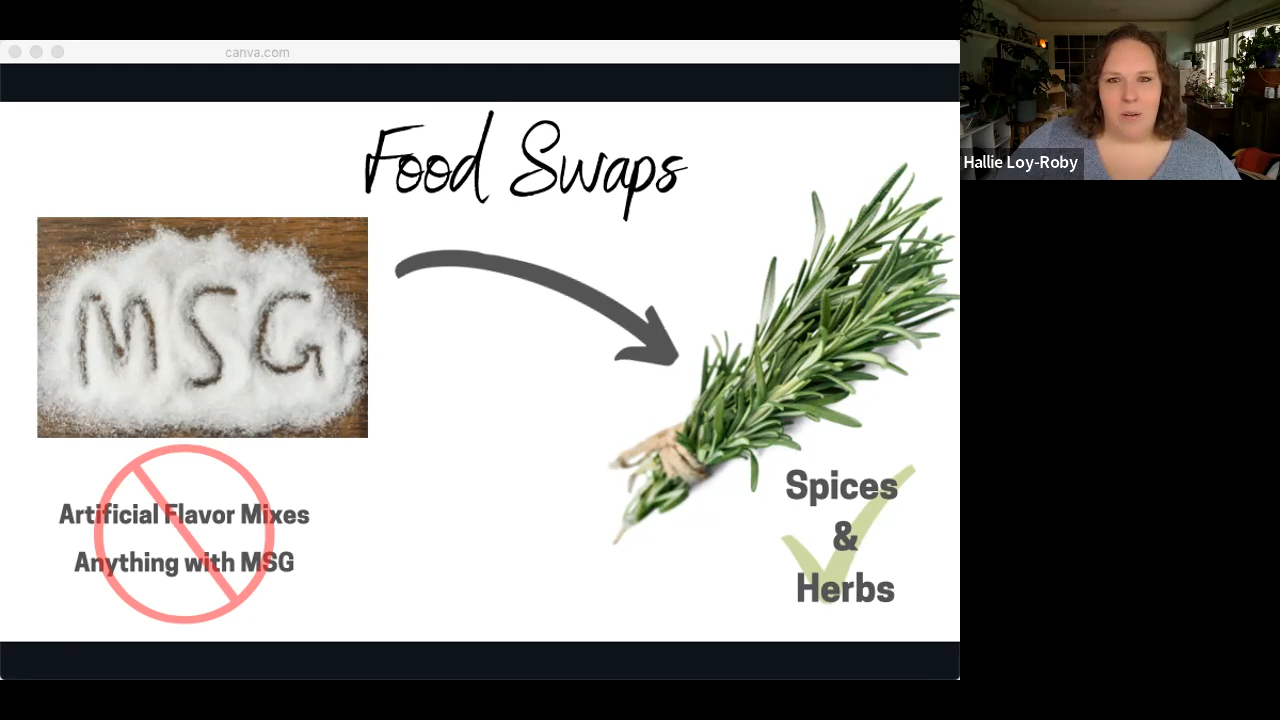 canva.com
Food Swaps
MSG
Artificial Flavor Mixes
Anything with MSG
Spices
&
Herbs
Hallie Loy-Roby